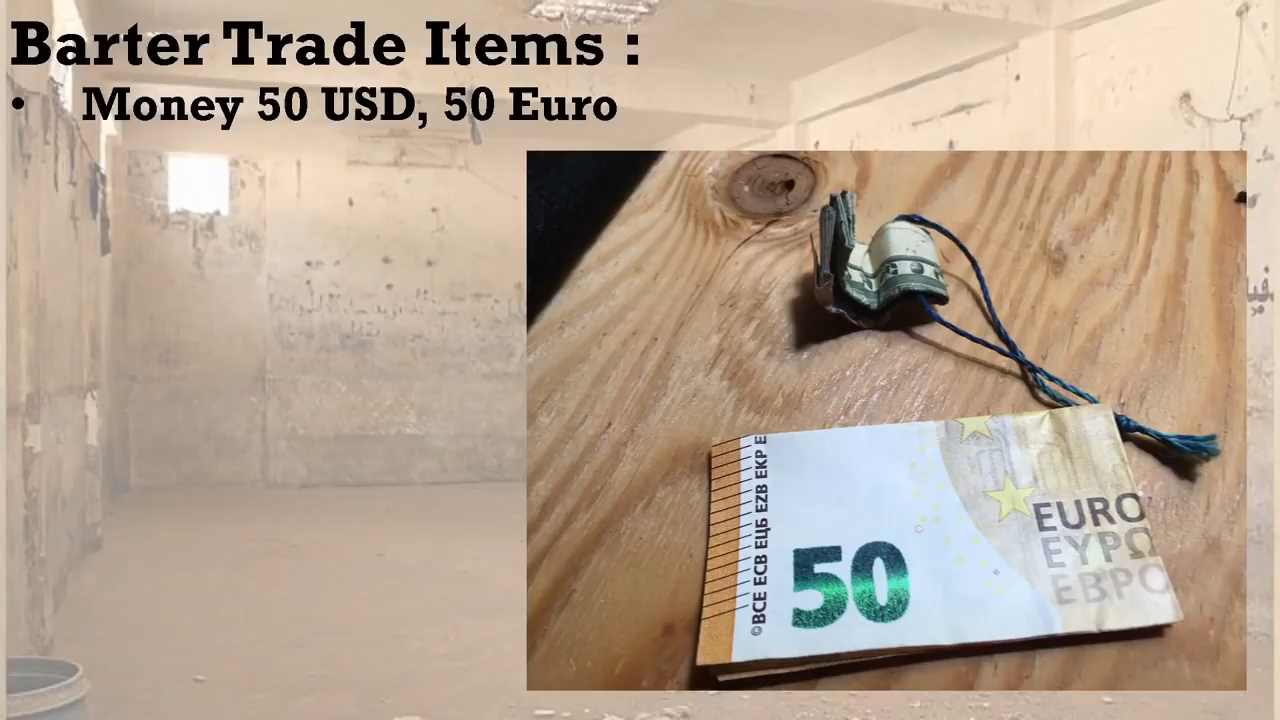 Barter Trade Items :
• Money 50 USD, 50 Euro
©BCE ECB ЕЦБ EZB EKP E
50
EURO
ΕΥΡΩ
ЕВРО